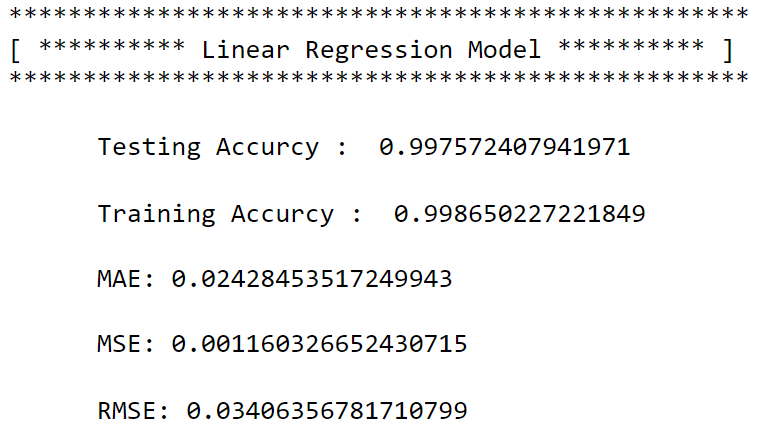 **************************************************
[ ********** Linear Regression Model ********** ]
**************************************************
Testing Accurcy :  0.997572407941971
Training Accurcy :  0.998650227221849
MAE: 0.02428453517249943
MSE: 0.001160326652430715
RMSE: 0.03406356781710799